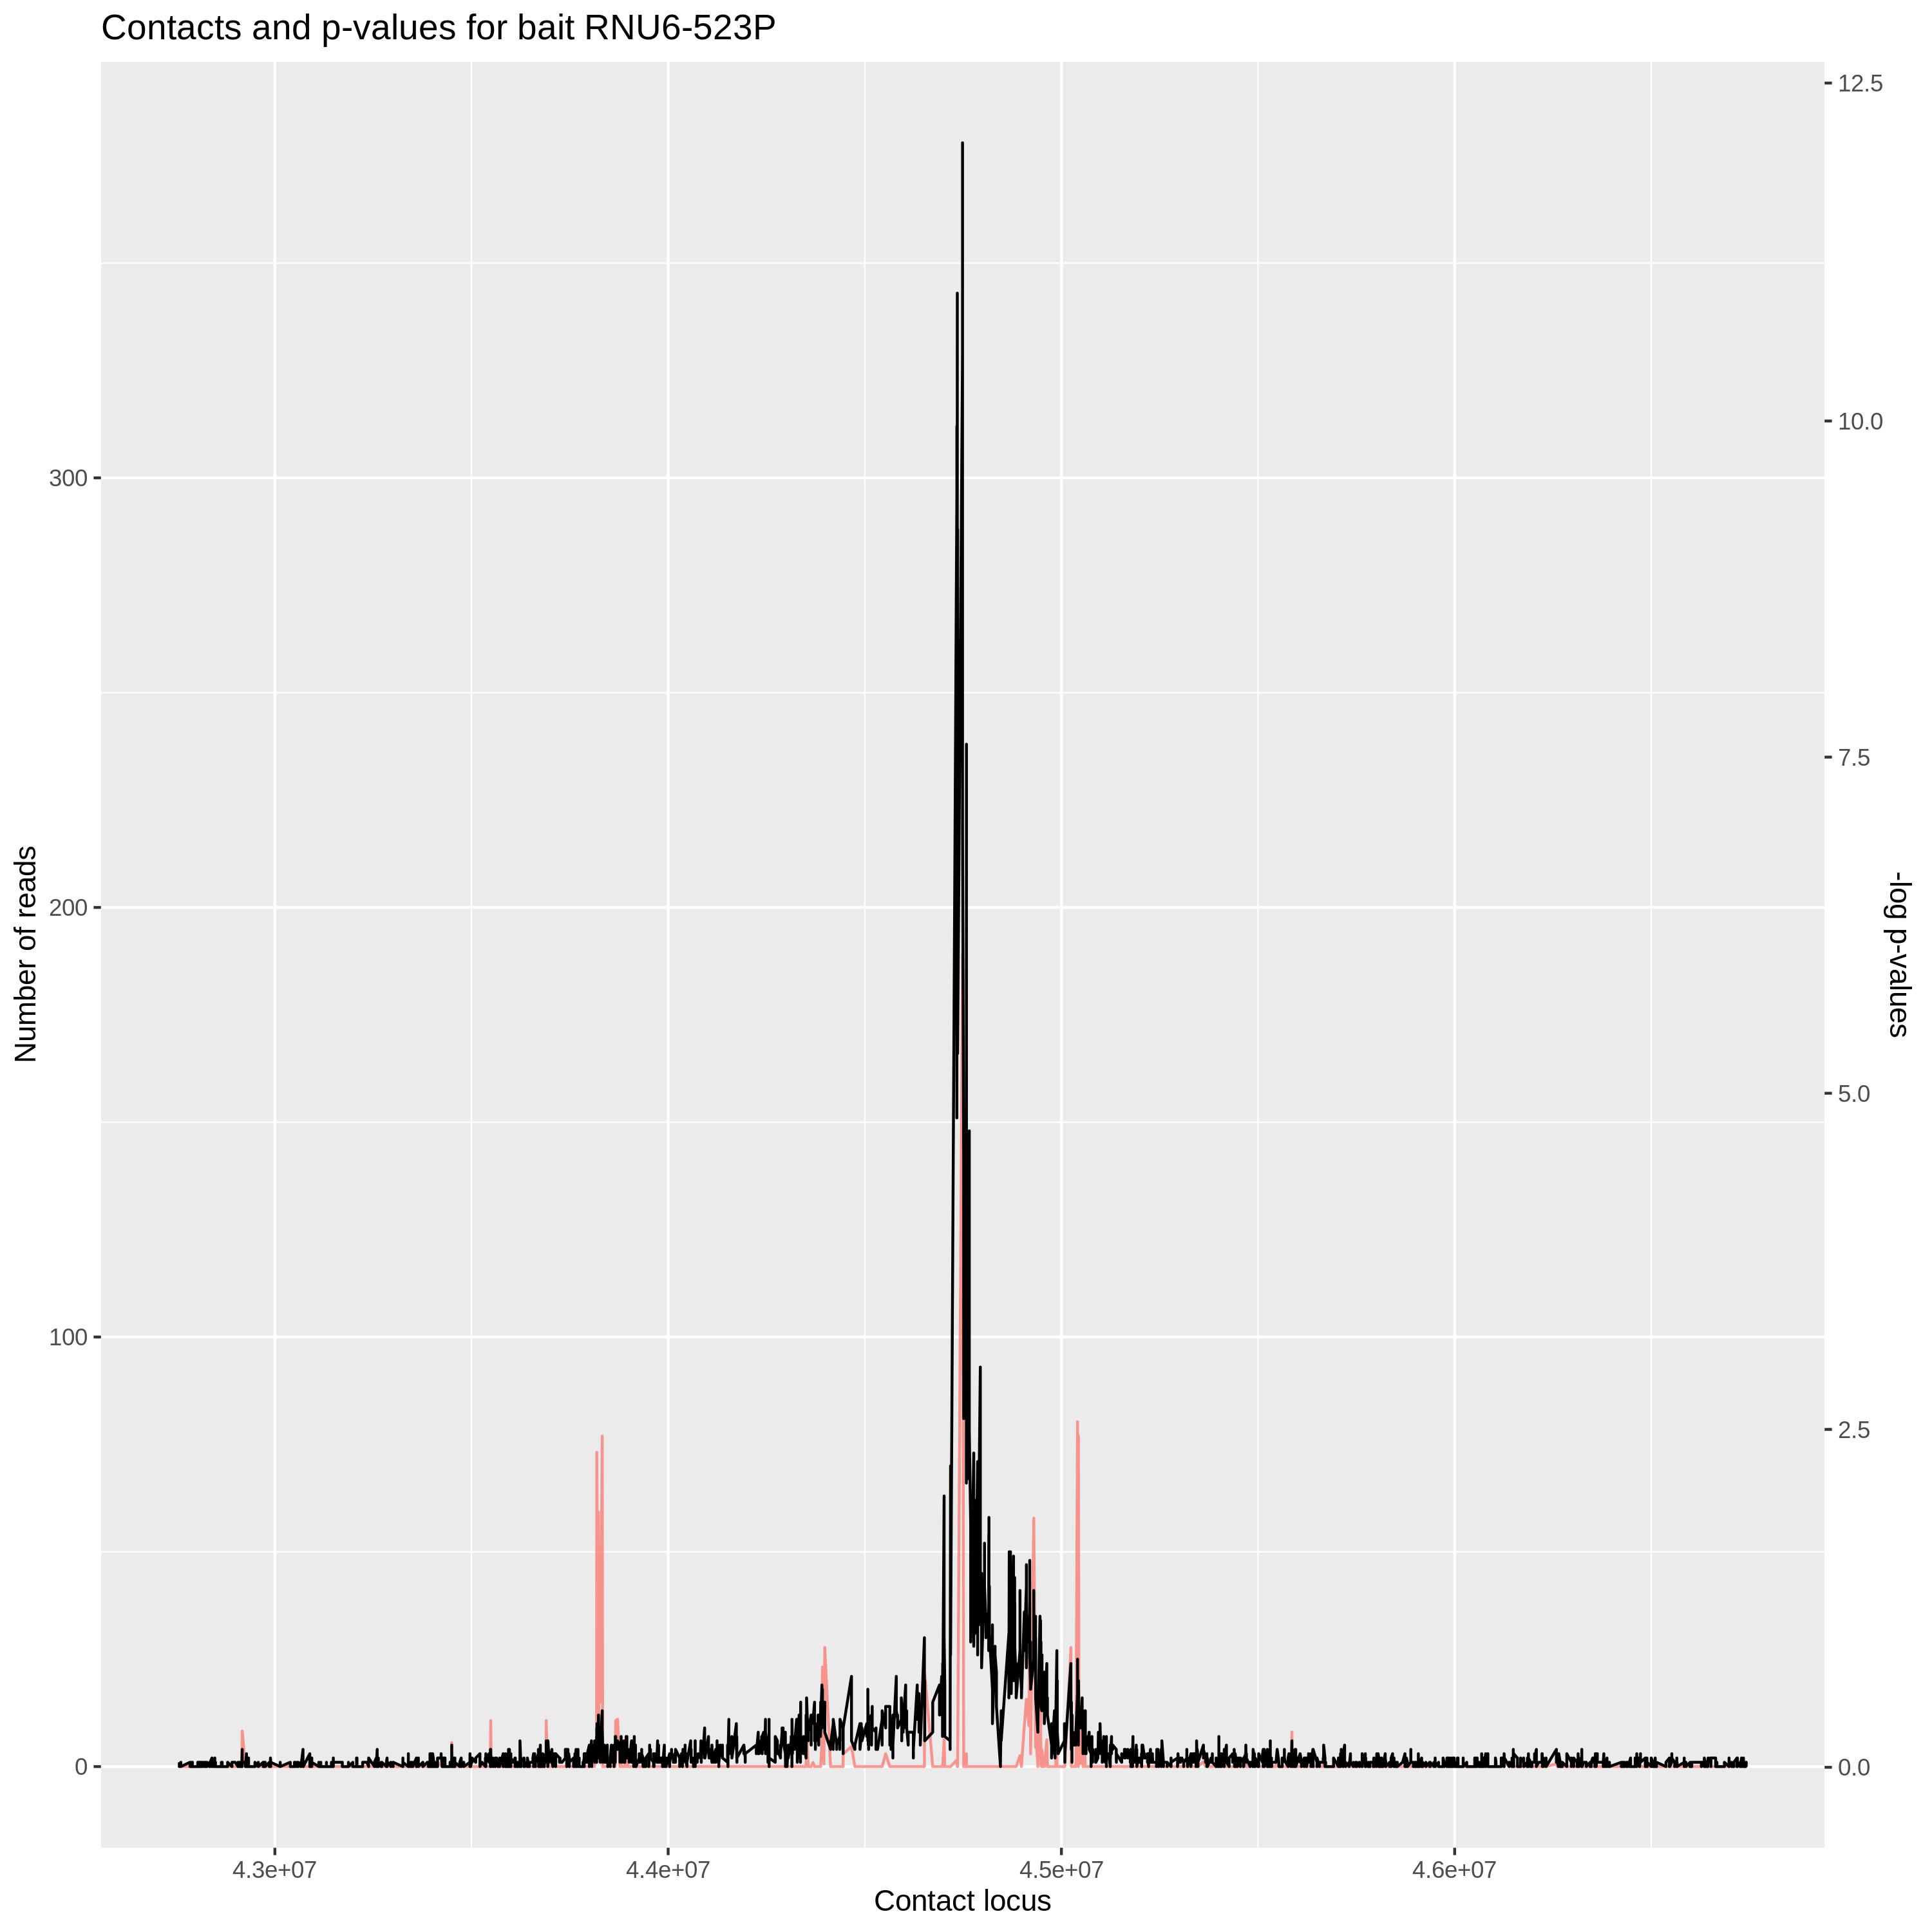 Contacts and p-values for bait RNU6-523P
Number of reads
300
200
100
0
12.5
10.0
7.5
5.0
2.5
0.0
-log p-values
4.3e+07
4.4e+07
4.5e+07
4.6e+07
Contact locus